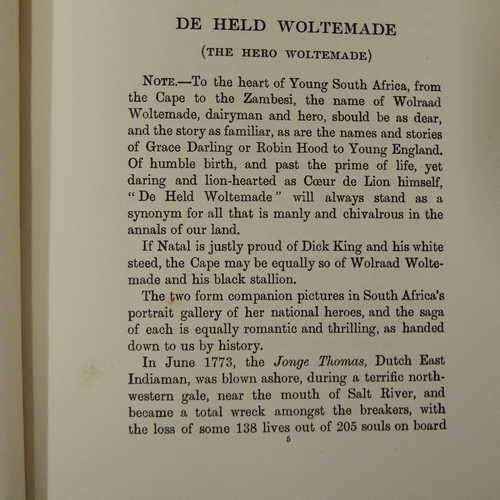 DE HELD WOLTEMADE
(THE HERO WOLTEMADE)
NOTE.—To the heart of Young South Africa, from
the Cape to the Zambesi, the name of Wolraad
Woltemade, dairyman and hero, should be as dear,
and the story as familiar, as are the names and stories
of Grace Darling or Robin Hood to Young England.
Of humble birth, and past the prime of life, yet
daring and lion-hearted as Cœur de Lion himself,
"De Held Woltemade" will always stand as a
synonym for all that is manly and chivalrous in the
annals of our land.
If Natal is justly proud of Dick King and his white
steed, the Cape may be equally so of Wolraad Wolte-
made and his black stallion.
The two form companion pictures in South Africa's
portrait gallery of her national heroes, and the saga
of each is equally romantic and thrilling, as handed
down to us by history.
In June 1773, the Jonge Thomas, Dutch East
Indiaman, was blown ashore, during a terrific north-
western gale, near the mouth of Salt River, and
became a total wreck amongst the breakers, with
the loss of some 138 lives out of 205 souls on board
5